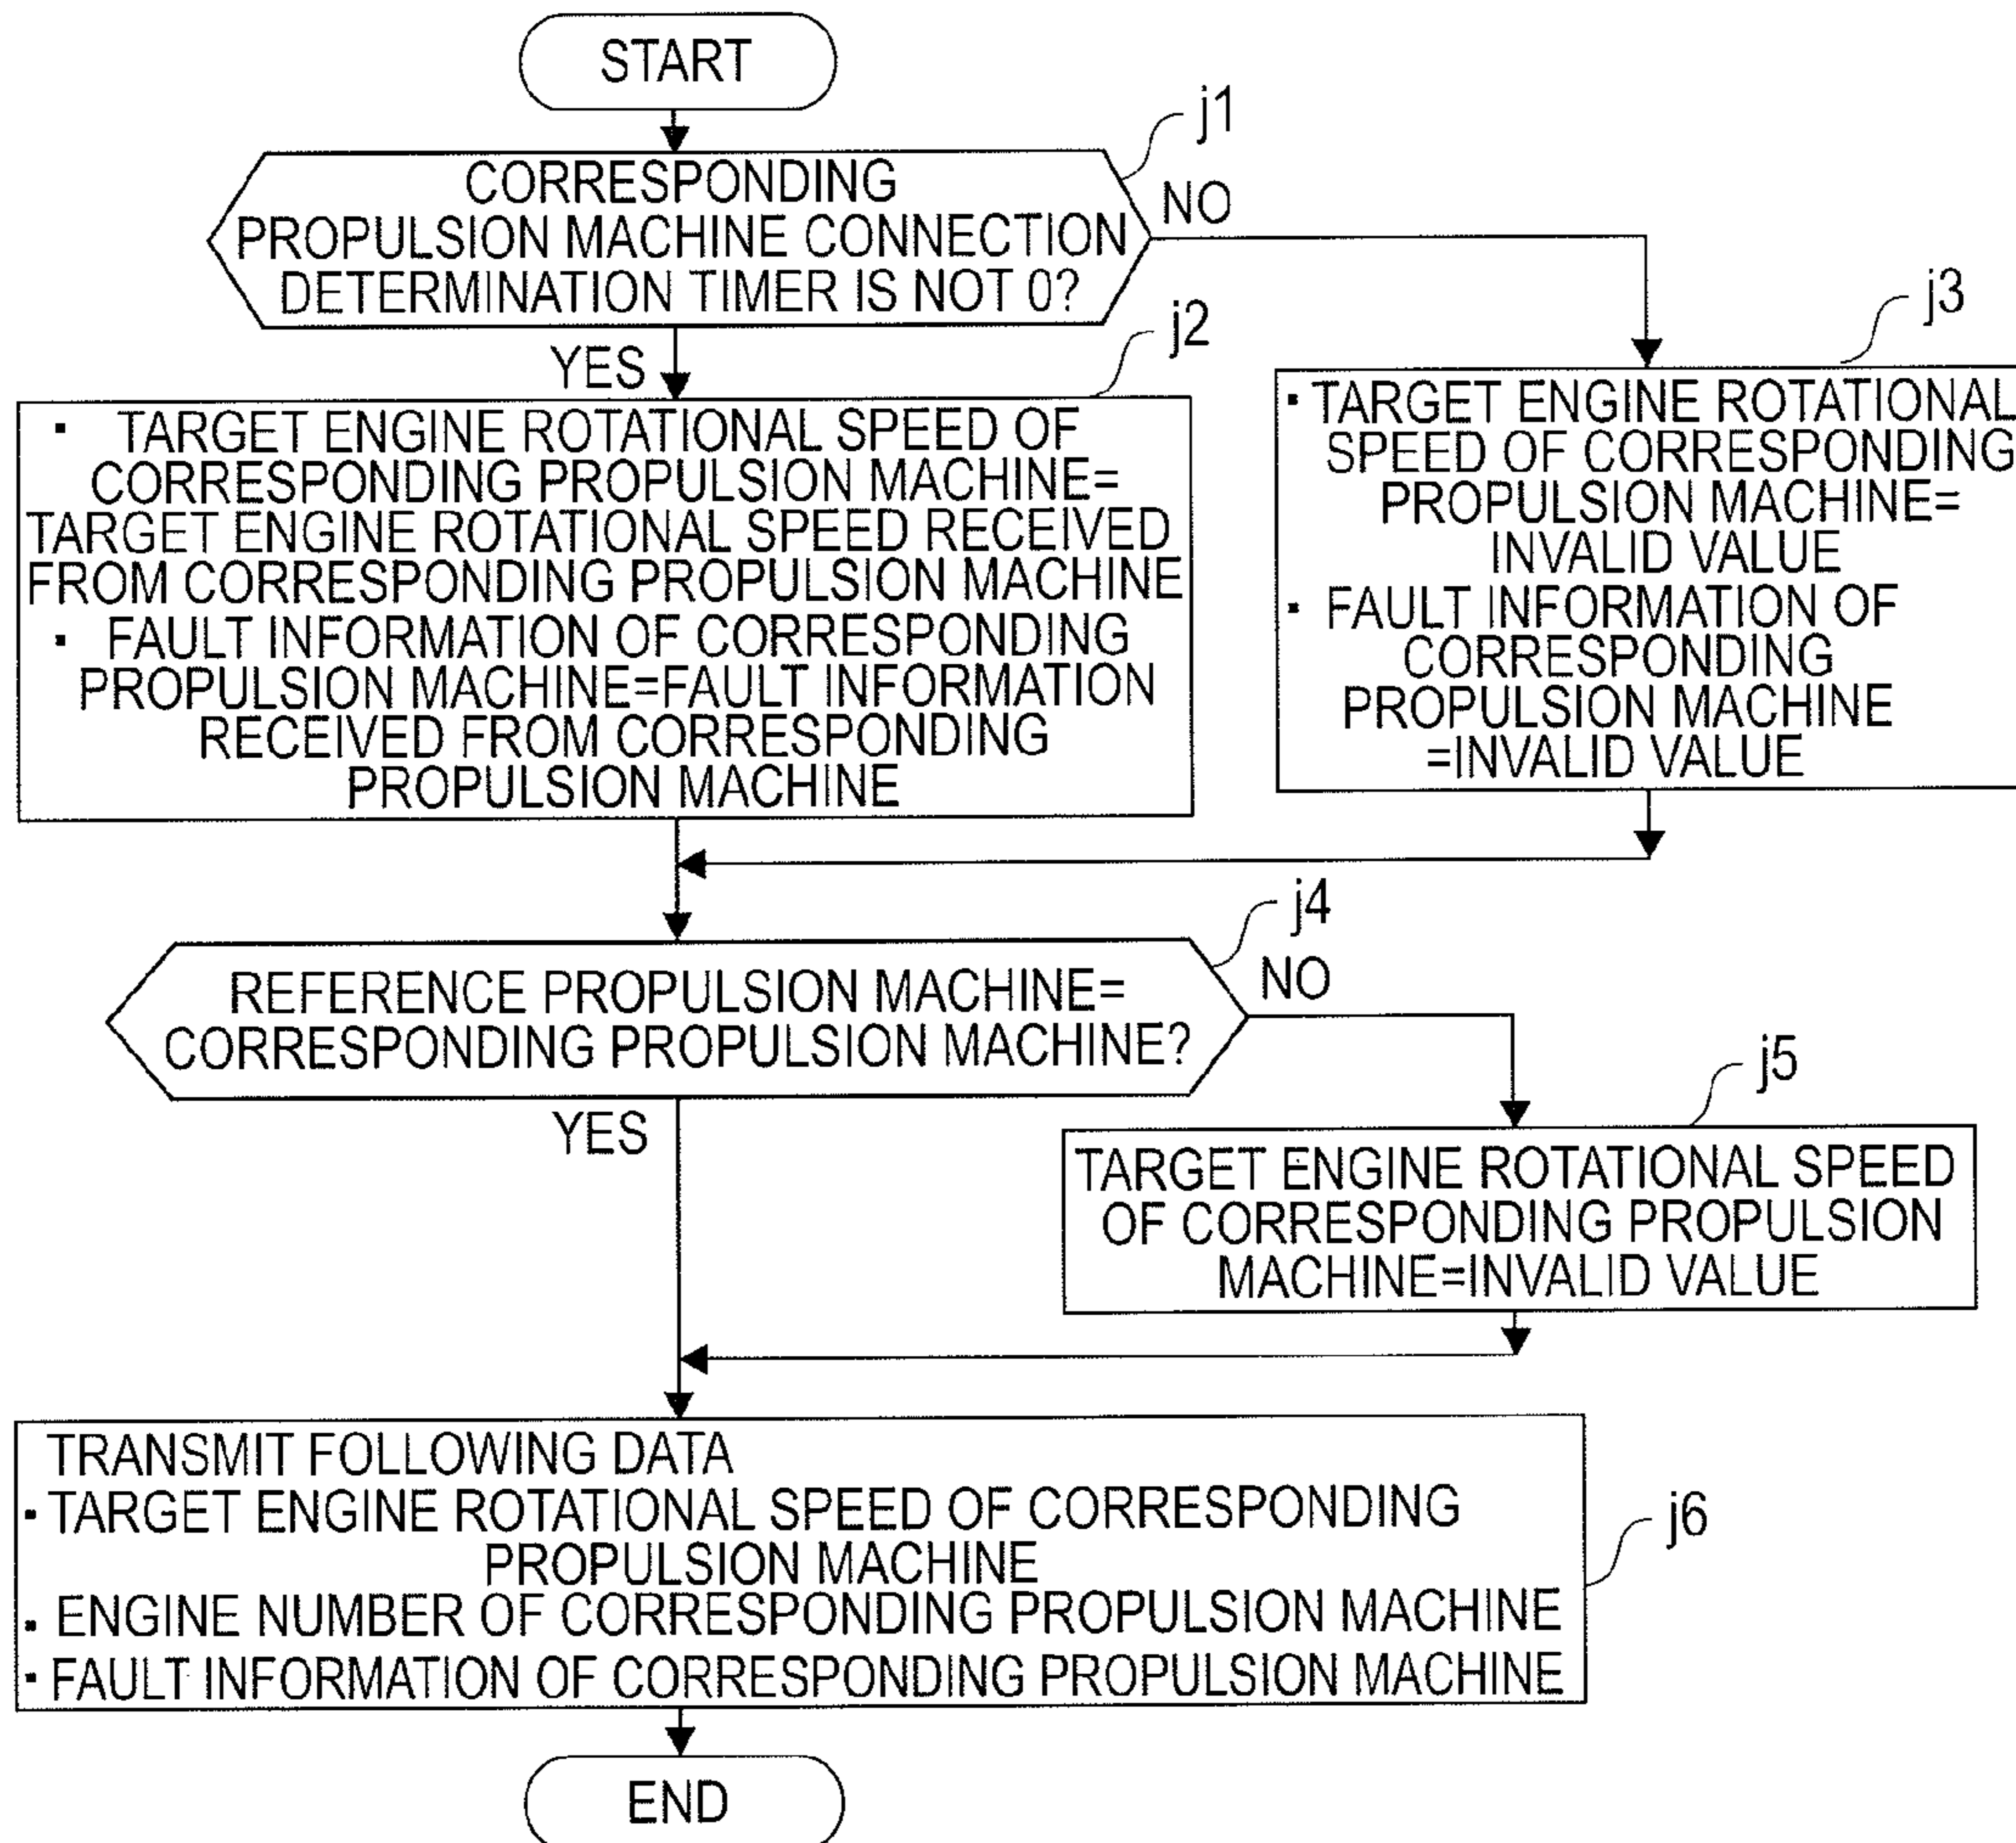 START
j1
CORRESPONDING
PROPULSION MACHINE CONNECTION
DETERMINATION TIMER IS NOT 0?
NO
YES
j2
· TARGET ENGINE ROTATIONAL SPEED OF
CORRESPONDING PROPULSION MACHINE=
TARGET ENGINE ROTATIONAL SPEED RECEIVED
FROM CORRESPONDING PROPULSION MACHINE
· FAULT INFORMATION OF CORRESPONDING
PROPULSION MACHINE=FAULT INFORMATION
RECEIVED FROM CORRESPONDING
PROPULSION MACHINE
j3
· TARGET ENGINE ROTATIONAL
SPEED OF CORRESPONDING
PROPULSION MACHINE=
INVALID VALUE
· FAULT INFORMATION OF
CORRESPONDING
PROPULSION MACHINE
=INVALID VALUE
j4
REFERENCE PROPULSION MACHINE=
CORRESPONDING PROPULSION MACHINE?
NO
YES
j5
TARGET ENGINE ROTATIONAL SPEED
OF CORRESPONDING PROPULSION
MACHINE=INVALID VALUE
j6
TRANSMIT FOLLOWING DATA
· TARGET ENGINE ROTATIONAL SPEED OF CORRESPONDING
PROPULSION MACHINE
· ENGINE NUMBER OF CORRESPONDING PROPULSION MACHINE
· FAULT INFORMATION OF CORRESPONDING PROPULSION MACHINE
END